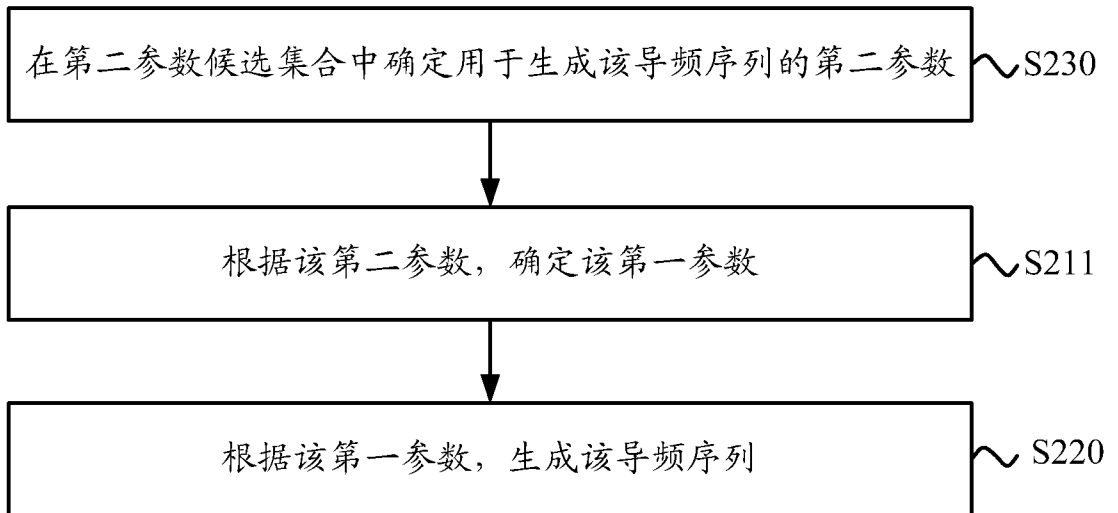 在第二参数候选集合中确定用于生成该导频序列的第二参数
S230
根据该第二参数，确定该第一参数
S211
根据该第一参数，生成该导频序列
S220